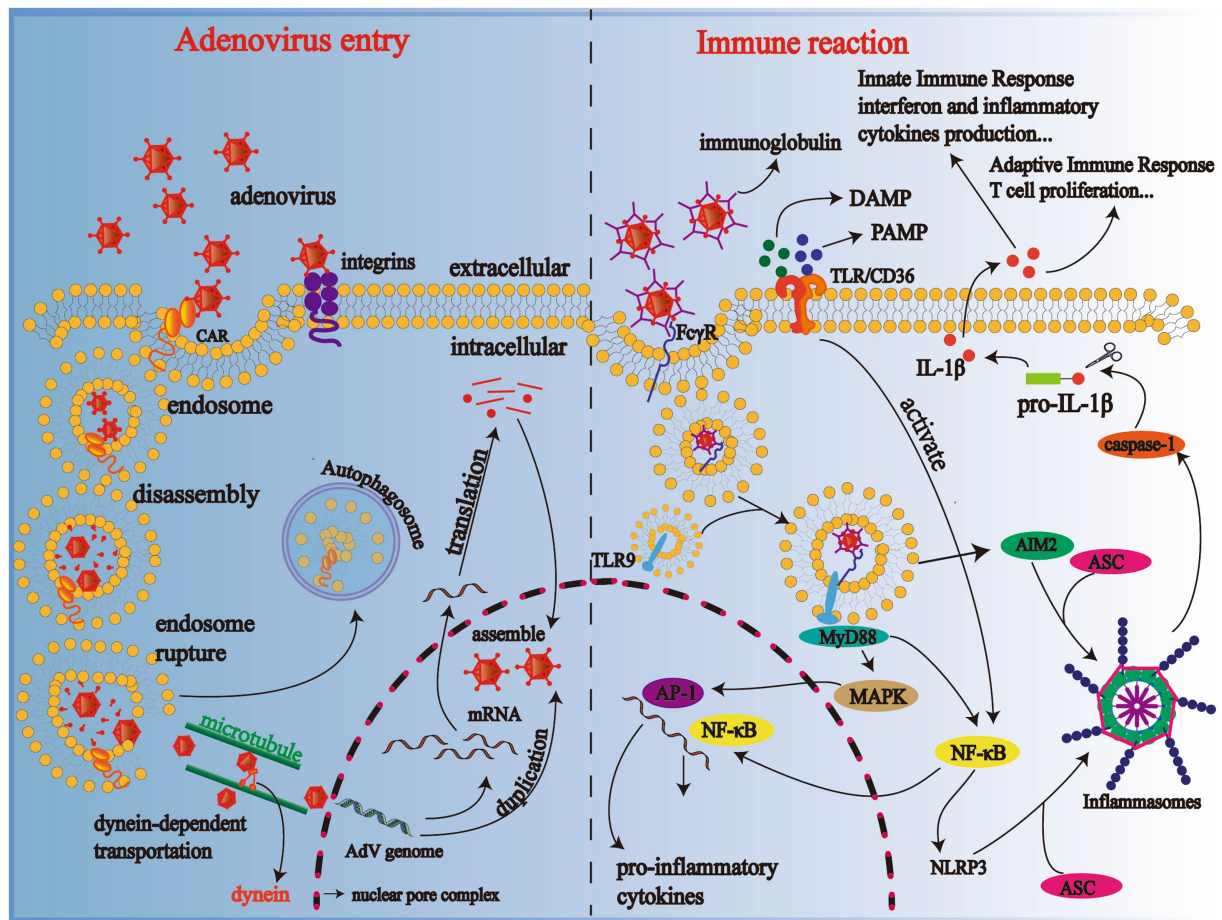 Adenovirus entry
adenovirus
integrins
extracellular
CAR
intracellular
endosome
disassembly
Autophagosome
translation
endosome
rupture
assemble
mRNA
microtubule
duplication
dynein-dependent
transportation
AdV genome
dynein
nuclear pore complex
Immune reaction
Innate Immune Response
interferon and inflammatory
cytokines production...
immunoglobulin
Adaptive Immune Response
T cell proliferation...
DAMP
PAMP
TLR/CD36
FcγR
IL-1β
pro-IL-1β
activate
caspase-1
TLR9
AIM2
ASC
MyD88
AP-1
MAPK
NF-κB
NF-κB
Inflammasomes
pro-inflammatory
cytokines
NLRP3
ASC